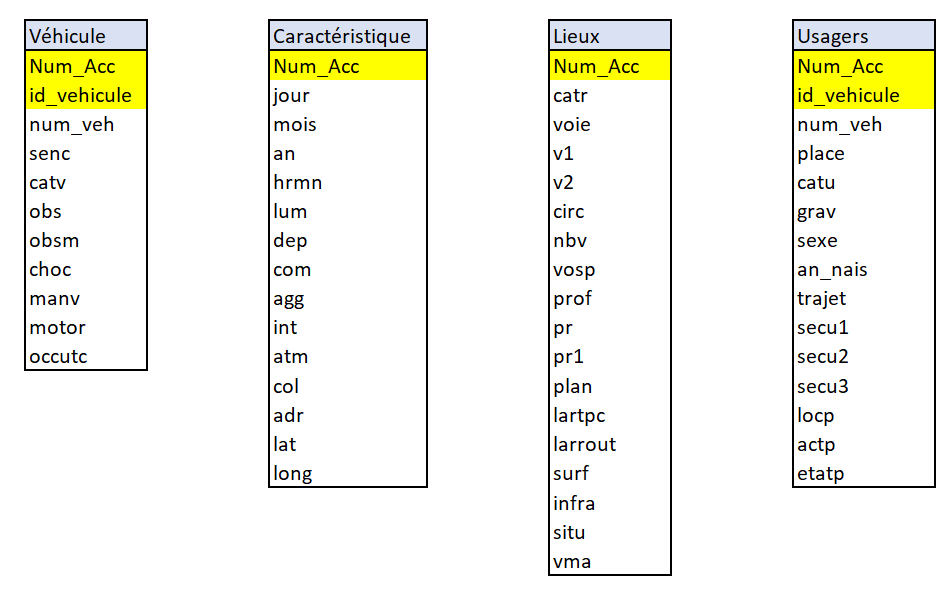 Véhicule
Num_Acc
id_vehicule
num_veh
senc
catv
obs
obsm
choc
manv
motor
occutc
Caractéristique
Num_Acc
jour
mois
an
hrmn
lum
dep
com
agg
int
atm
col
adr
lat
long
Lieux
Num_Acc
catr
voie
v1
v2
circ
nbv
vosp
prof
pr
pr1
plan
lartpc
larrout
surf
infra
situ
vma
Usagers
Num_Acc
id_vehicule
num_veh
place
catu
grav
sexe
an_nais
trajet
secu1
secu2
secu3
locp
actp
etatp